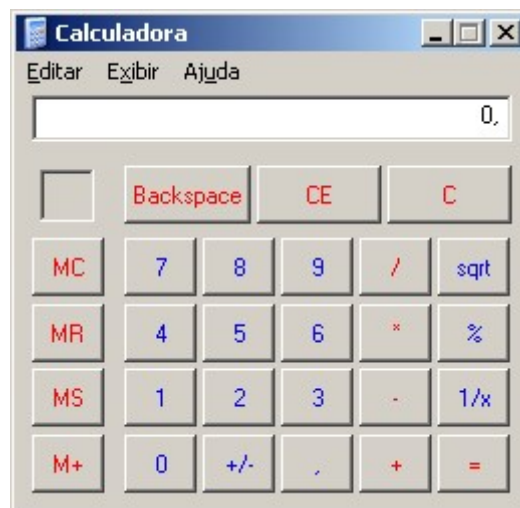 Calculadora
Editar Exibir Ajuda
0,
Backspace CE C
MC 7 8 9 / sqrt
MR 4 5 6 * %
MS 1 2 3 - 1/x
M+ 0 +/- , + =